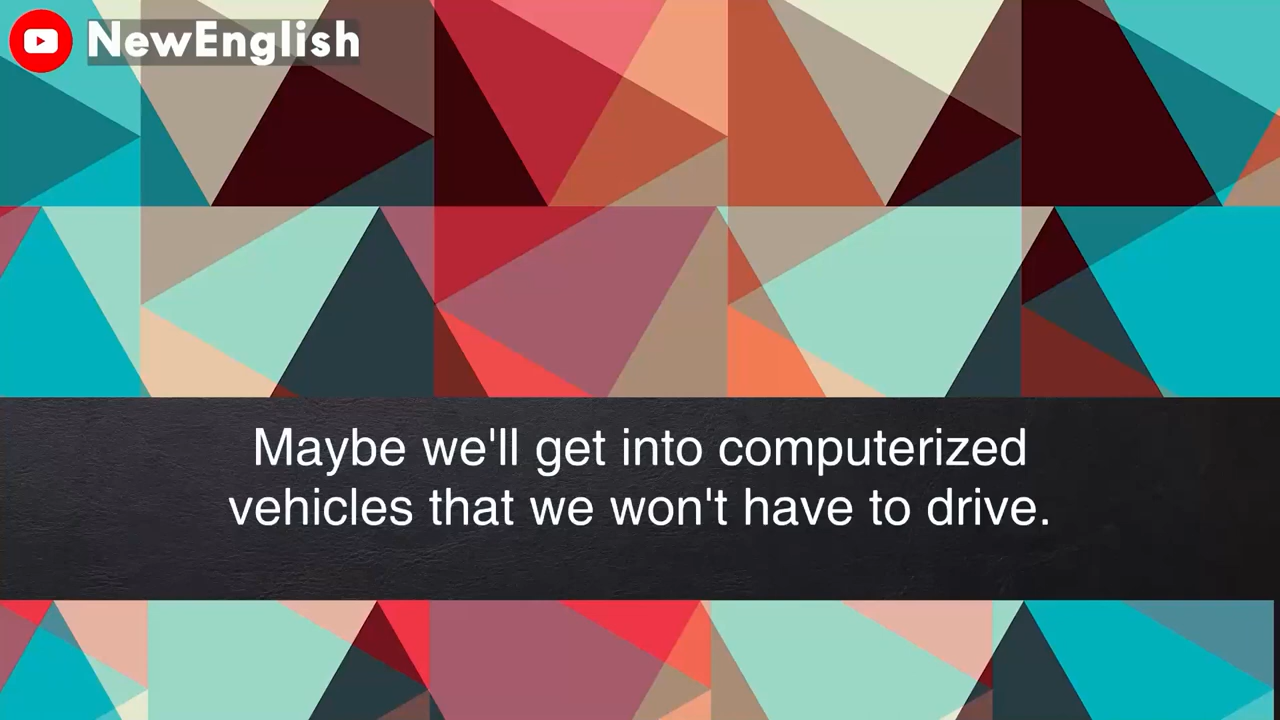 NewEnglish
Maybe we'll get into computerized
vehicles that we won't have to drive.